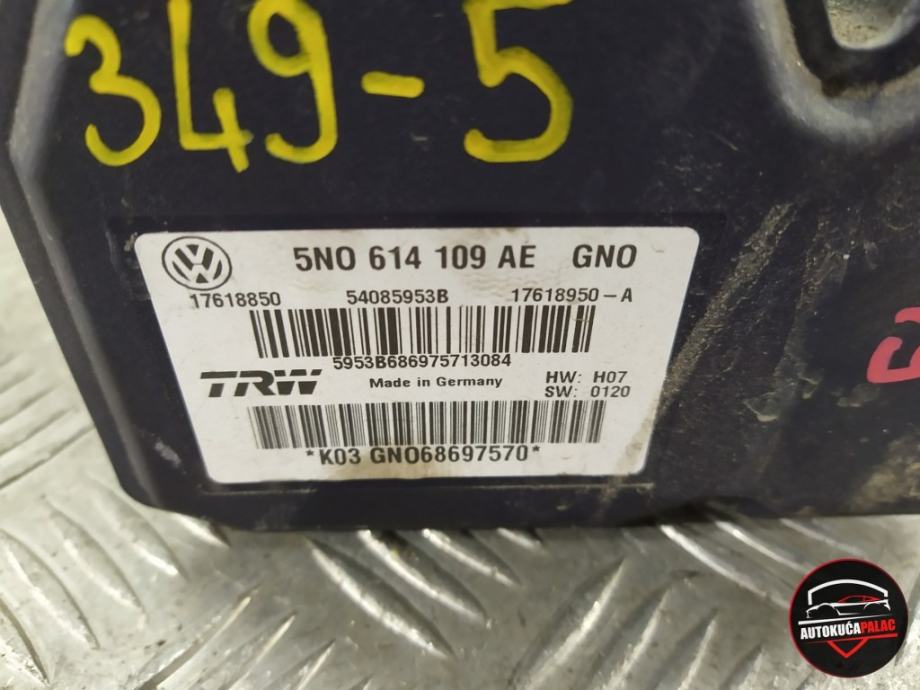 349-5
5N0 614 109 AE GNO
17618850 54085953B 17618950-A
5953B686975713084
TRW Made in Germany HW: H07
SW: 0120
*K03 GNO68697570*
AUTOKUĆAPALAC